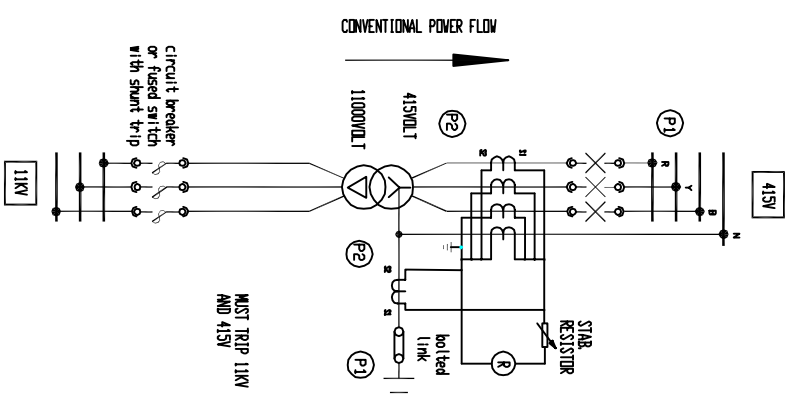 CONVENTIONAL POWER FLOW
circuit breaker
or fused switch
with shunt trip
11000VOLT
415VOLT
P2
P1
S2
S1
R
Y
B
N
11KV
415V
P2
S2
S1
MUST TRIP 11KV
AND 415V
bolted
link
P1
STAB.
RESISTOR
R